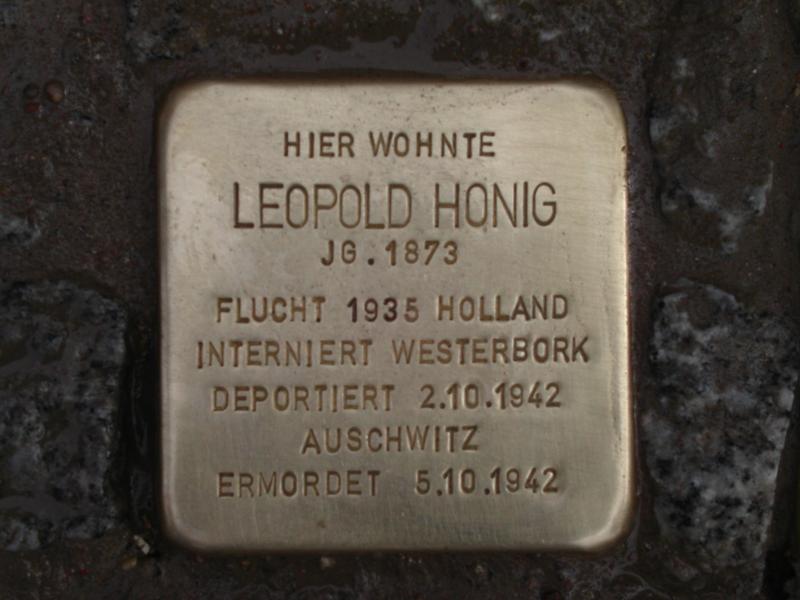 HIER WOHNTE
LEOPOLD HONIG
JG. 1873
FLUCHT 1935 HOLLAND
INTERNIERT WESTERBORK
DEPORTIERT 2.10.1942
AUSCHWITZ
ERMORDET 5.10.1942